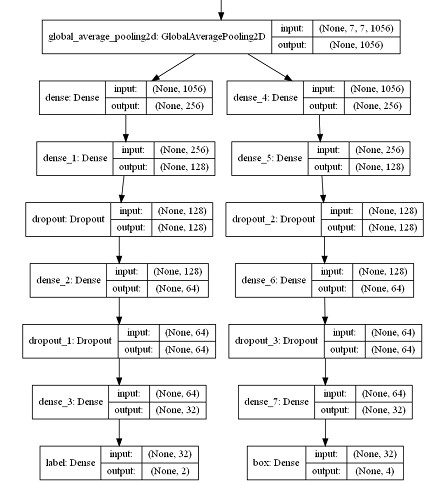 global_average_pooling2d: GlobalAveragePooling2D
input: (None, 7, 7, 1056)
output: (None, 1056)
dense: Dense
input: (None, 1056)
output: (None, 256)
dense_4: Dense
input: (None, 1056)
output: (None, 256)
dense_1: Dense
input: (None, 256)
output: (None, 128)
dense_5: Dense
input: (None, 256)
output: (None, 128)
dropout: Dropout
input: (None, 128)
output: (None, 128)
dropout_2: Dropout
input: (None, 128)
output: (None, 128)
dense_2: Dense
input: (None, 128)
output: (None, 64)
dense_6: Dense
input: (None, 128)
output: (None, 64)
dropout_1: Dropout
input: (None, 64)
output: (None, 64)
dropout_3: Dropout
input: (None, 64)
output: (None, 64)
dense_3: Dense
input: (None, 64)
output: (None, 32)
dense_7: Dense
input: (None, 64)
output: (None, 32)
label: Dense
input: (None, 32)
output: (None, 2)
box: Dense
input: (None, 32)
output: (None, 4)